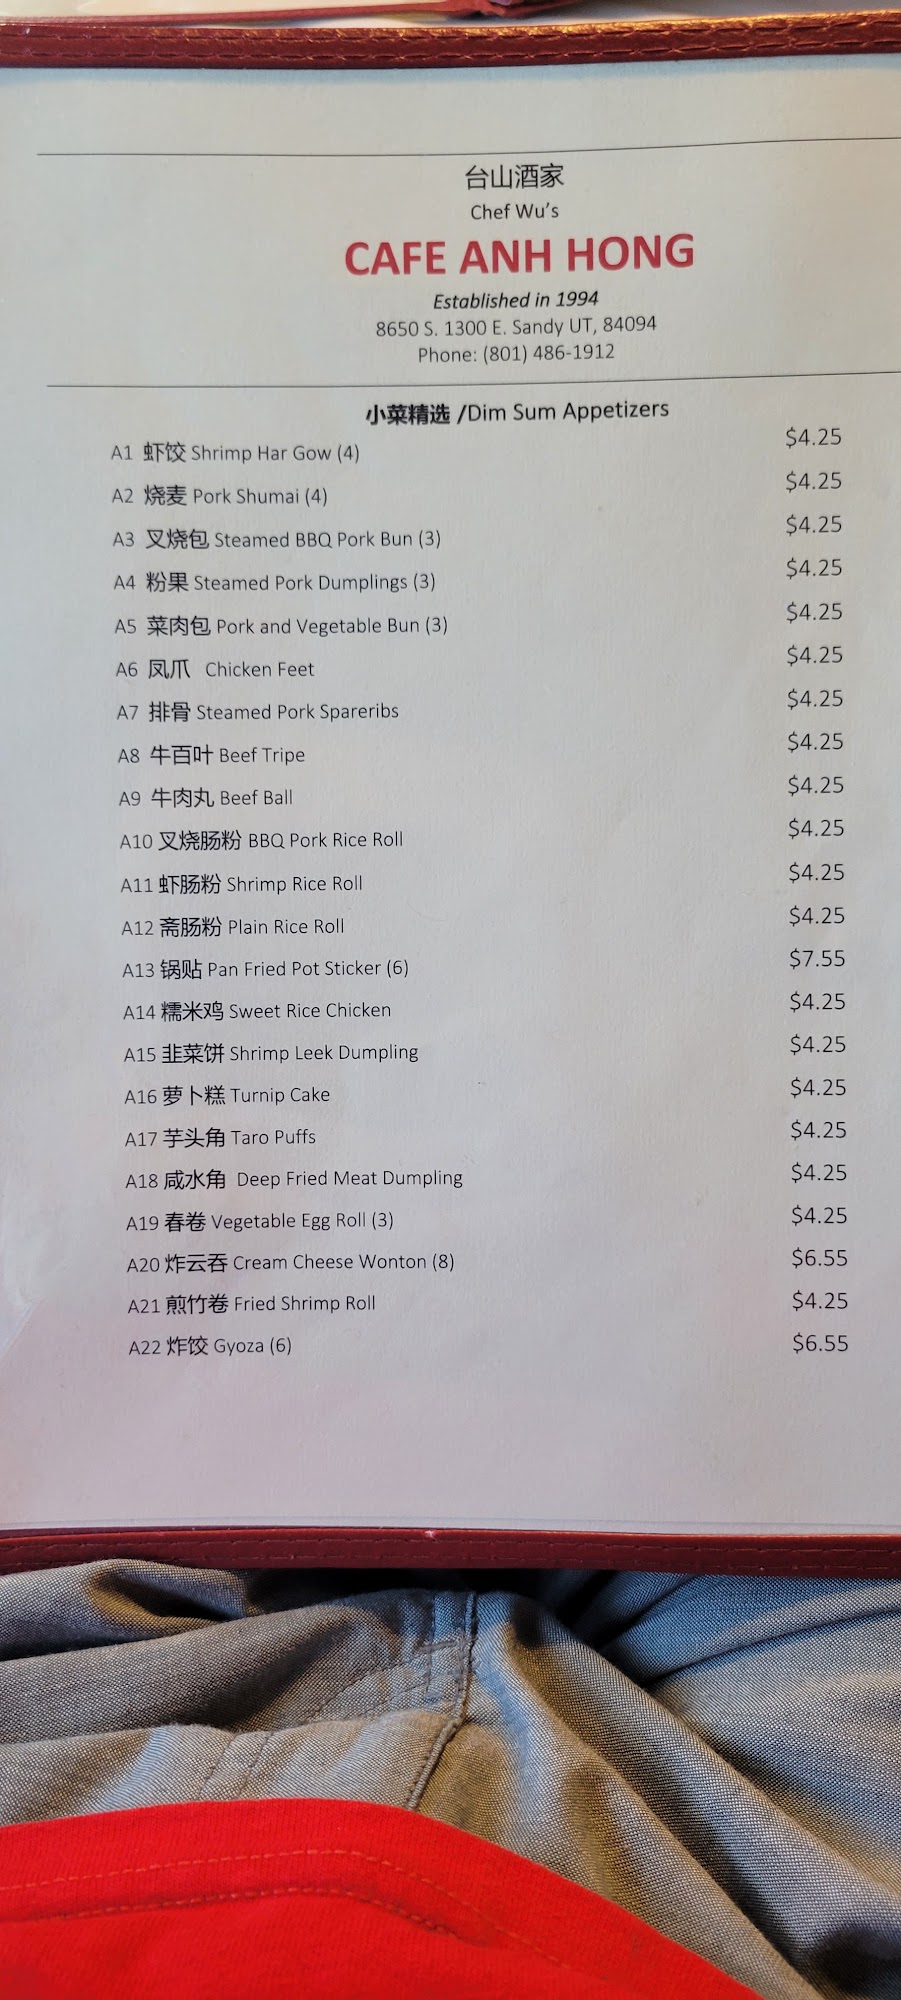 台山酒家
Chef Wu's
CAFE ANH HONG
Established in 1994
8650 S. 1300 E. Sandy UT, 84094
Phone: (801) 486-1912
小菜精选 /Dim Sum Appetizers
A1 虾饺 Shrimp Har Gow (4) $4.25
A2 烧麦 Pork Shumai (4) $4.25
A3 叉烧包 Steamed BBQ Pork Bun (3) $4.25
A4 粉果 Steamed Pork Dumplings (3) $4.25
A5 菜肉包 Pork and Vegetable Bun (3) $4.25
A6 凤爪 Chicken Feet $4.25
A7 排骨 Steamed Pork Spareribs $4.25
A8 牛百叶 Beef Tripe $4.25
A9 牛肉丸 Beef Ball $4.25
A10 叉烧肠粉 BBQ Pork Rice Roll $4.25
A11 虾肠粉 Shrimp Rice Roll $4.25
A12 斋肠粉 Plain Rice Roll $4.25
A13 锅贴 Pan Fried Pot Sticker (6) $7.55
A14 糯米鸡 Sweet Rice Chicken $4.25
A15 韭菜饼 Shrimp Leek Dumpling $4.25
A16 萝卜糕 Turnip Cake $4.25
A17 芋头角 Taro Puffs $4.25
A18 咸水角 Deep Fried Meat Dumpling $4.25
A19 春卷 Vegetable Egg Roll (3) $4.25
A20 炸云吞 Cream Cheese Wonton (8) $6.55
A21 煎竹卷 Fried Shrimp Roll $4.25
A22 炸饺 Gyoza (6) $6.55